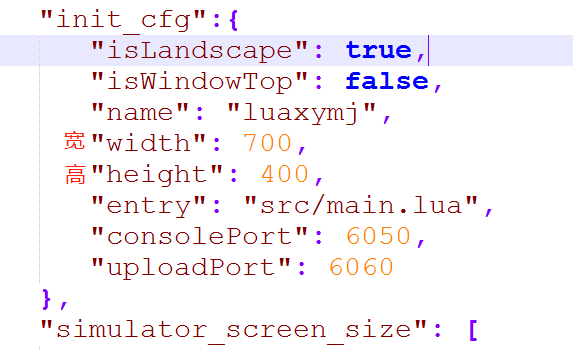 "init_cfg":{
"isLandscape": true,
"isWindowTop": false,
"name": "luaxymj",
宽"width": 700,
高"height": 400,
"entry": "src/main.lua",
"consolePort": 6050,
"uploadPort": 6060
},
"simulator_screen_size": [